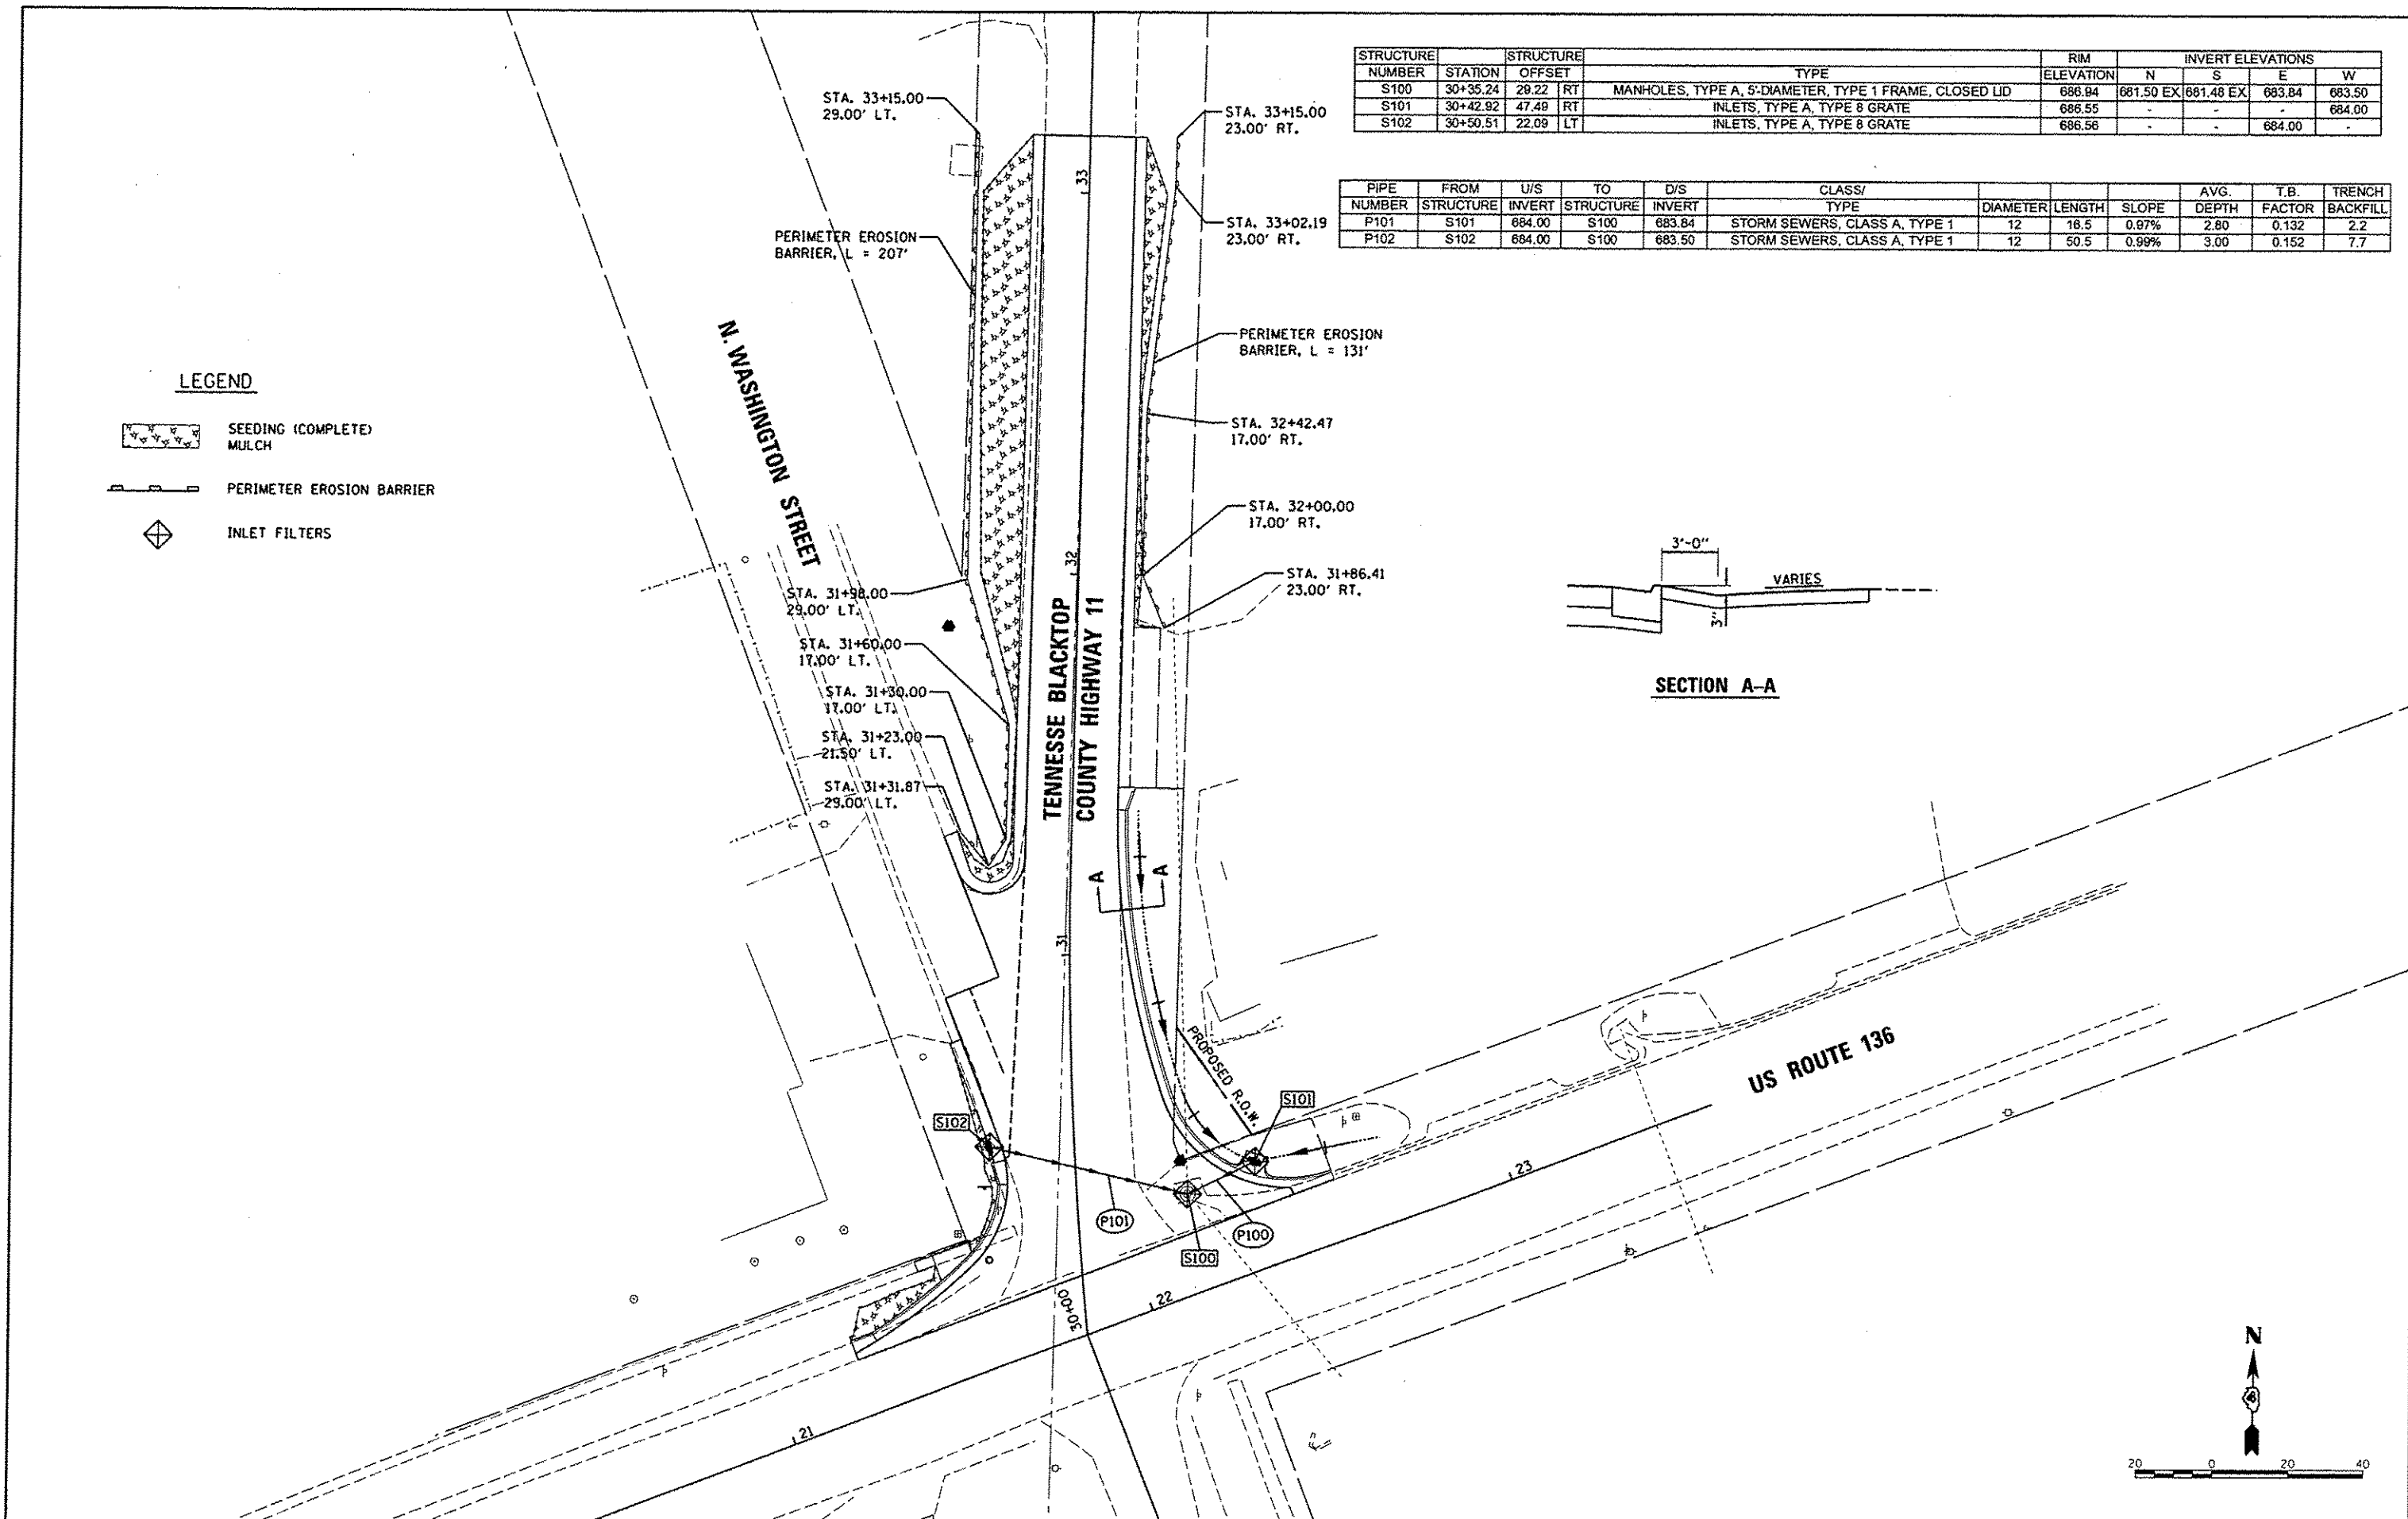 STRUCTURE STRUCTURE RIM INVERT ELEVATIONS
NUMBER STATION OFFSET TYPE ELEVATION N S E W
S100 30+35.24 29.22 RT MANHOLES, TYPE A, 5'-DIAMETER, TYPE 1 FRAME, CLOSED LID 686.94 681.50 EX 681.48 EX 683.84 683.50
S101 30+42.92 47.49 RT INLETS, TYPE A, TYPE 8 GRATE 686.55 - - - 684.00
S102 30+50.51 22.09 LT INLETS, TYPE A, TYPE 8 GRATE 686.56 - - 684.00 -
PIPE FROM U/S TO D/S CLASS/ AVG. T.B. TRENCH
NUMBER STRUCTURE INVERT STRUCTURE INVERT TYPE DIAMETER LENGTH SLOPE DEPTH FACTOR BACKFILL
P101 S101 684.00 S100 683.84 STORM SEWERS, CLASS A, TYPE 1 12 16.5 0.97% 2.80 0.132 2.2
P102 S102 684.00 S100 683.50 STORM SEWERS, CLASS A, TYPE 1 12 50.5 0.99% 3.00 0.152 7.7
STA. 33+15.00
29.00' LT.
STA. 33+15.00
23.00' RT.
33
STA. 33+02.19
23.00' RT.
PERIMETER EROSION
BARRIER, L = 207'
PERIMETER EROSION
BARRIER, L = 131'
N. WASHINGTON STREET
LEGEND
SEEDING (COMPLETE)
MULCH
PERIMETER EROSION BARRIER
INLET FILTERS
STA. 32+42.47
17.00' RT.
STA. 32+00.00
17.00' RT.
32
STA. 31+86.41
23.00' RT.
STA. 31+98.00
29.00' LT.
STA. 31+60.00
17.00' LT.
STA. 31+30.00
17.00' LT.
STA. 31+23.00
21.50' LT.
STA. 31+31.87
29.00' LT.
TENNESSE BLACKTOP
COUNTY HIGHWAY 11
3'-0"
VARIES
3"
SECTION A-A
A A
31
PROPOSED R.O.W.
US ROUTE 136
S102
S101
P101
P100
S100
23
22
30+00
21
N
20 0 20 40